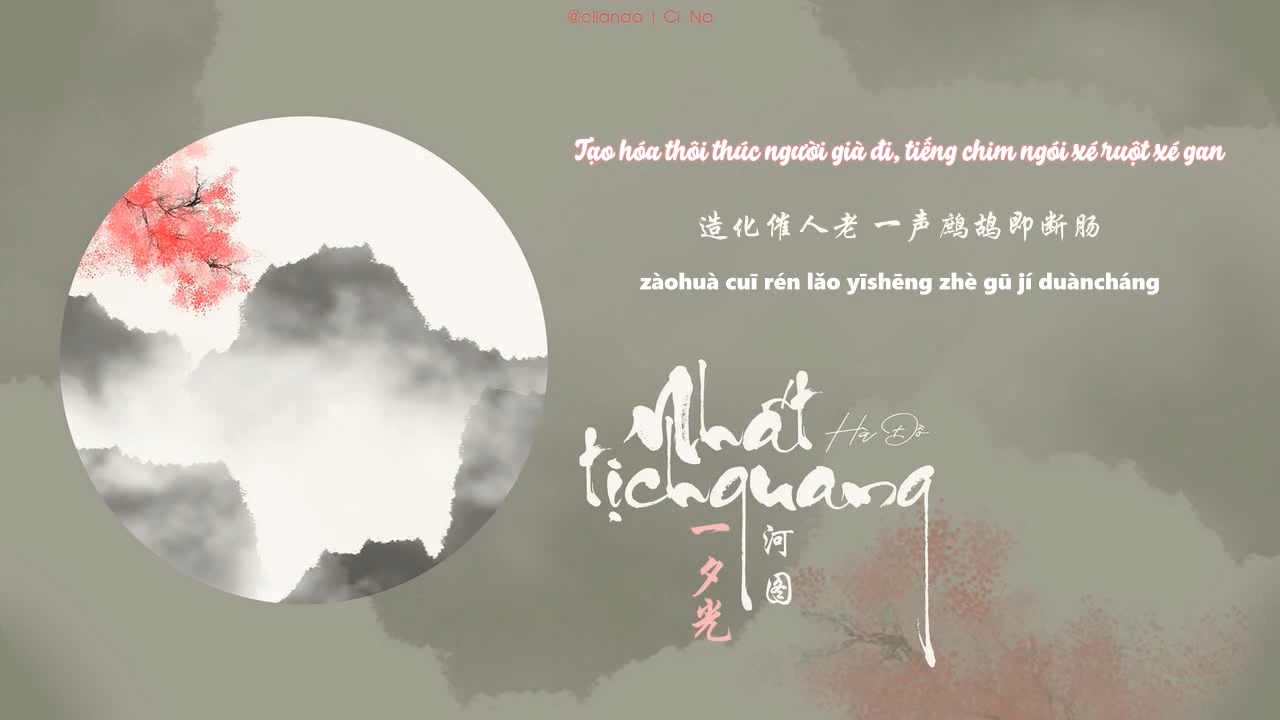 @ciianaa | Ci Na
Tạo hóa thôi thúc người già đi, tiếng chim ngói xé ruột xé gan
造化催人老 一声鹧鸪即断肠
zàohuà cuī rén lǎo yīshēng zhè gū jí duàncháng
Nhất
Hà Đồ
tịch quang
一夕光
河图